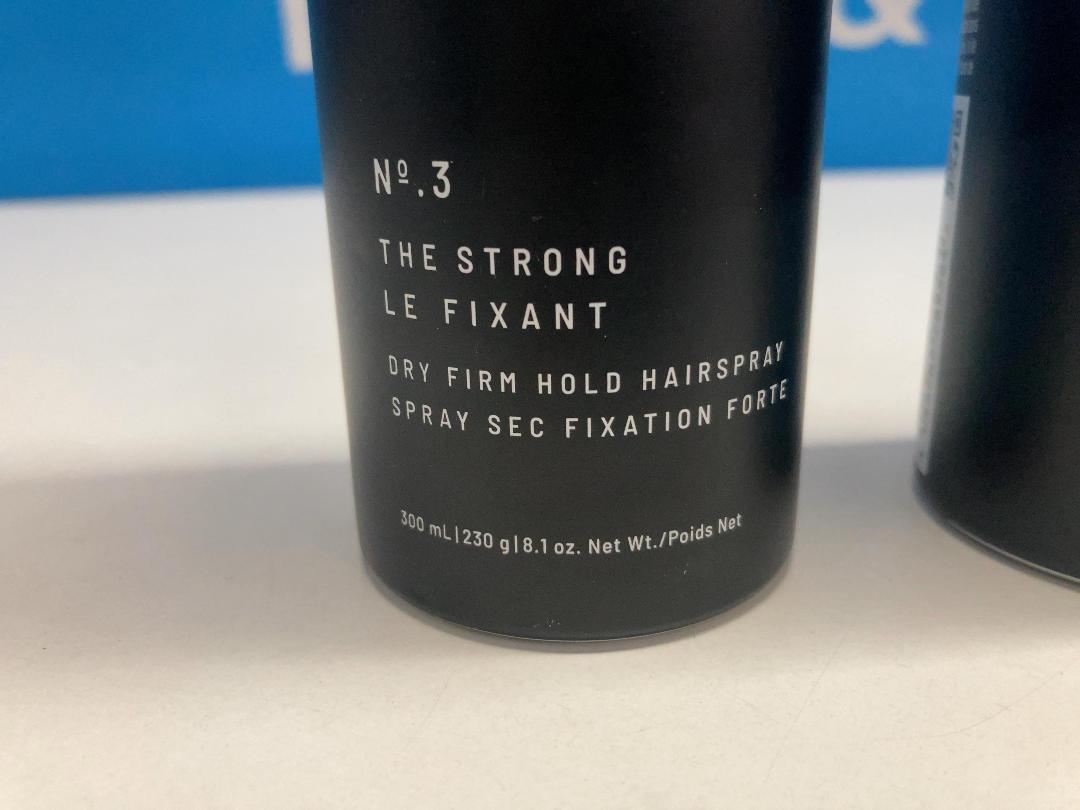 &
Nº.3
THE STRONG
LE FIXANT
DRY FIRM HOLD HAIRSPRAY
SPRAY SEC FIXATION FORTE
300 mL|230 g|8.1 oz. Net Wt./Poids Net